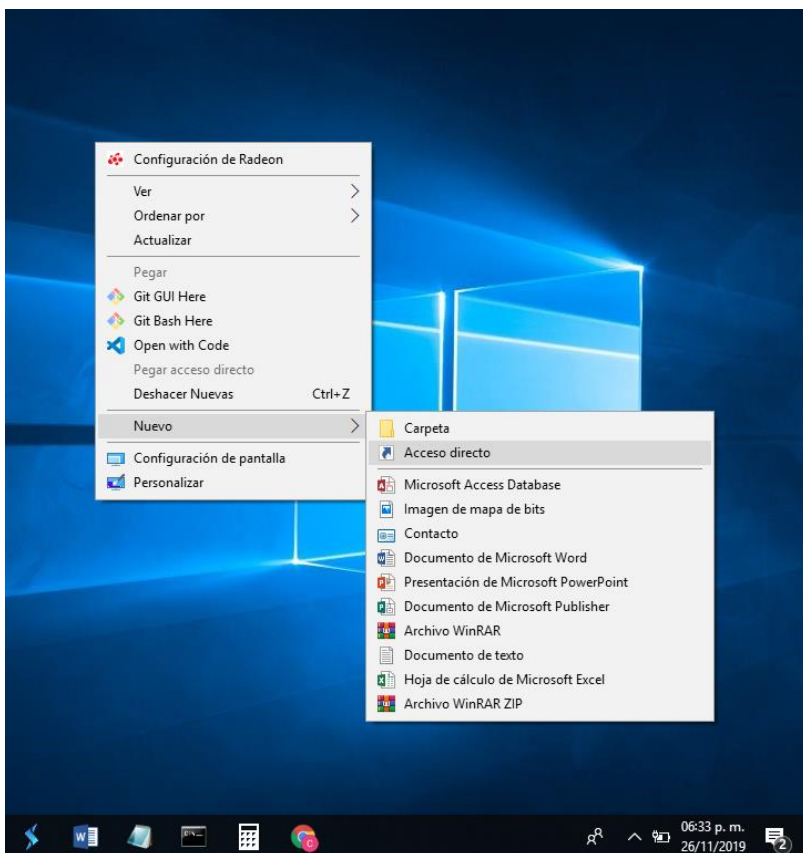 Configuración de Radeon
Ver
Ordenar por
Actualizar
Pegar
Git GUI Here
Git Bash Here
Open with Code
Pegar acceso directo
Deshacer Nuevas Ctrl+Z
Nuevo
Configuración de pantalla
Personalizar
Carpeta
Acceso directo
Microsoft Access Database
Imagen de mapa de bits
Contacto
Documento de Microsoft Word
Presentación de Microsoft PowerPoint
Documento de Microsoft Publisher
Archivo WinRAR
Documento de texto
Hoja de cálculo de Microsoft Excel
Archivo WinRAR ZIP
06:33 p. m.
26/11/2019
2